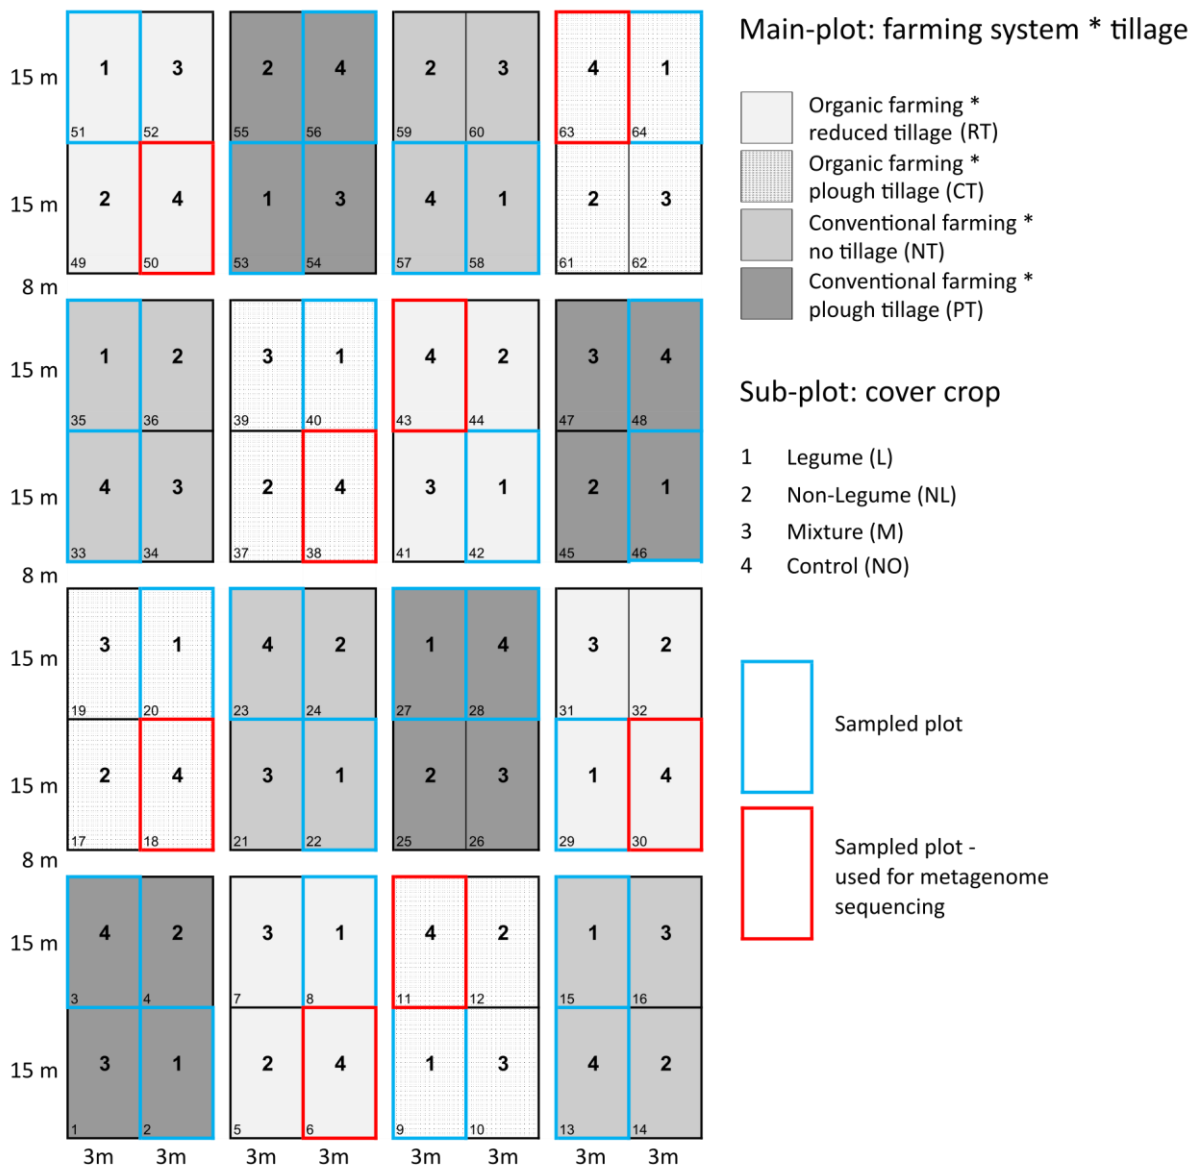 Main-plot: farming system * tillage
Organic farming *
reduced tillage (RT)
Organic farming *
plough tillage (CT)
Conventional farming *
no tillage (NT)
Conventional farming *
plough tillage (PT)
Sub-plot: cover crop
1 Legume (L)
2 Non-Legume (NL)
3 Mixture (M)
4 Control (NO)
Sampled plot
Sampled plot -
used for metagenome
sequencing
15 m 1 3 2 4 2 3 4 1
51 52 55 56 59 60 63 64
15 m 2 4 1 3 4 1 2 3
49 50 53 54 57 58 61 62
8 m
15 m 1 2 3 1 4 2 3 4
35 36 39 40 43 44 47 48
15 m 4 3 2 4 3 1 2 1
33 34 37 38 41 42 45 46
8 m
15 m 3 1 4 2 1 4 3 2
19 20 23 24 27 28 31 32
15 m 2 4 3 1 2 3 1 4
17 18 21 22 25 26 29 30
8 m
15 m 4 2 3 1 4 2 1 3
3 4 7 8 11 12 15 16
15 m 3 1 2 4 1 3 4 2
1 2 5 6 9 10 13 14
3m 3m 3m 3m 3m 3m 3m 3m